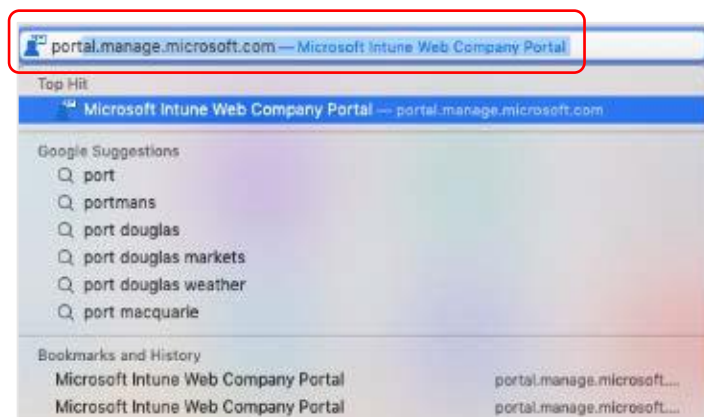 portal.manage.microsoft.com — Microsoft Intune Web Company Portal
Top Hit
Microsoft Intune Web Company Portal — portal.manage.microsoft.com
Google Suggestions
port
portmans
port douglas
port douglas markets
port douglas weather
port macquarie
Bookmarks and History
Microsoft Intune Web Company Portal portal.manage.microsoft....
Microsoft Intune Web Company Portal portal.manage.microsoft....